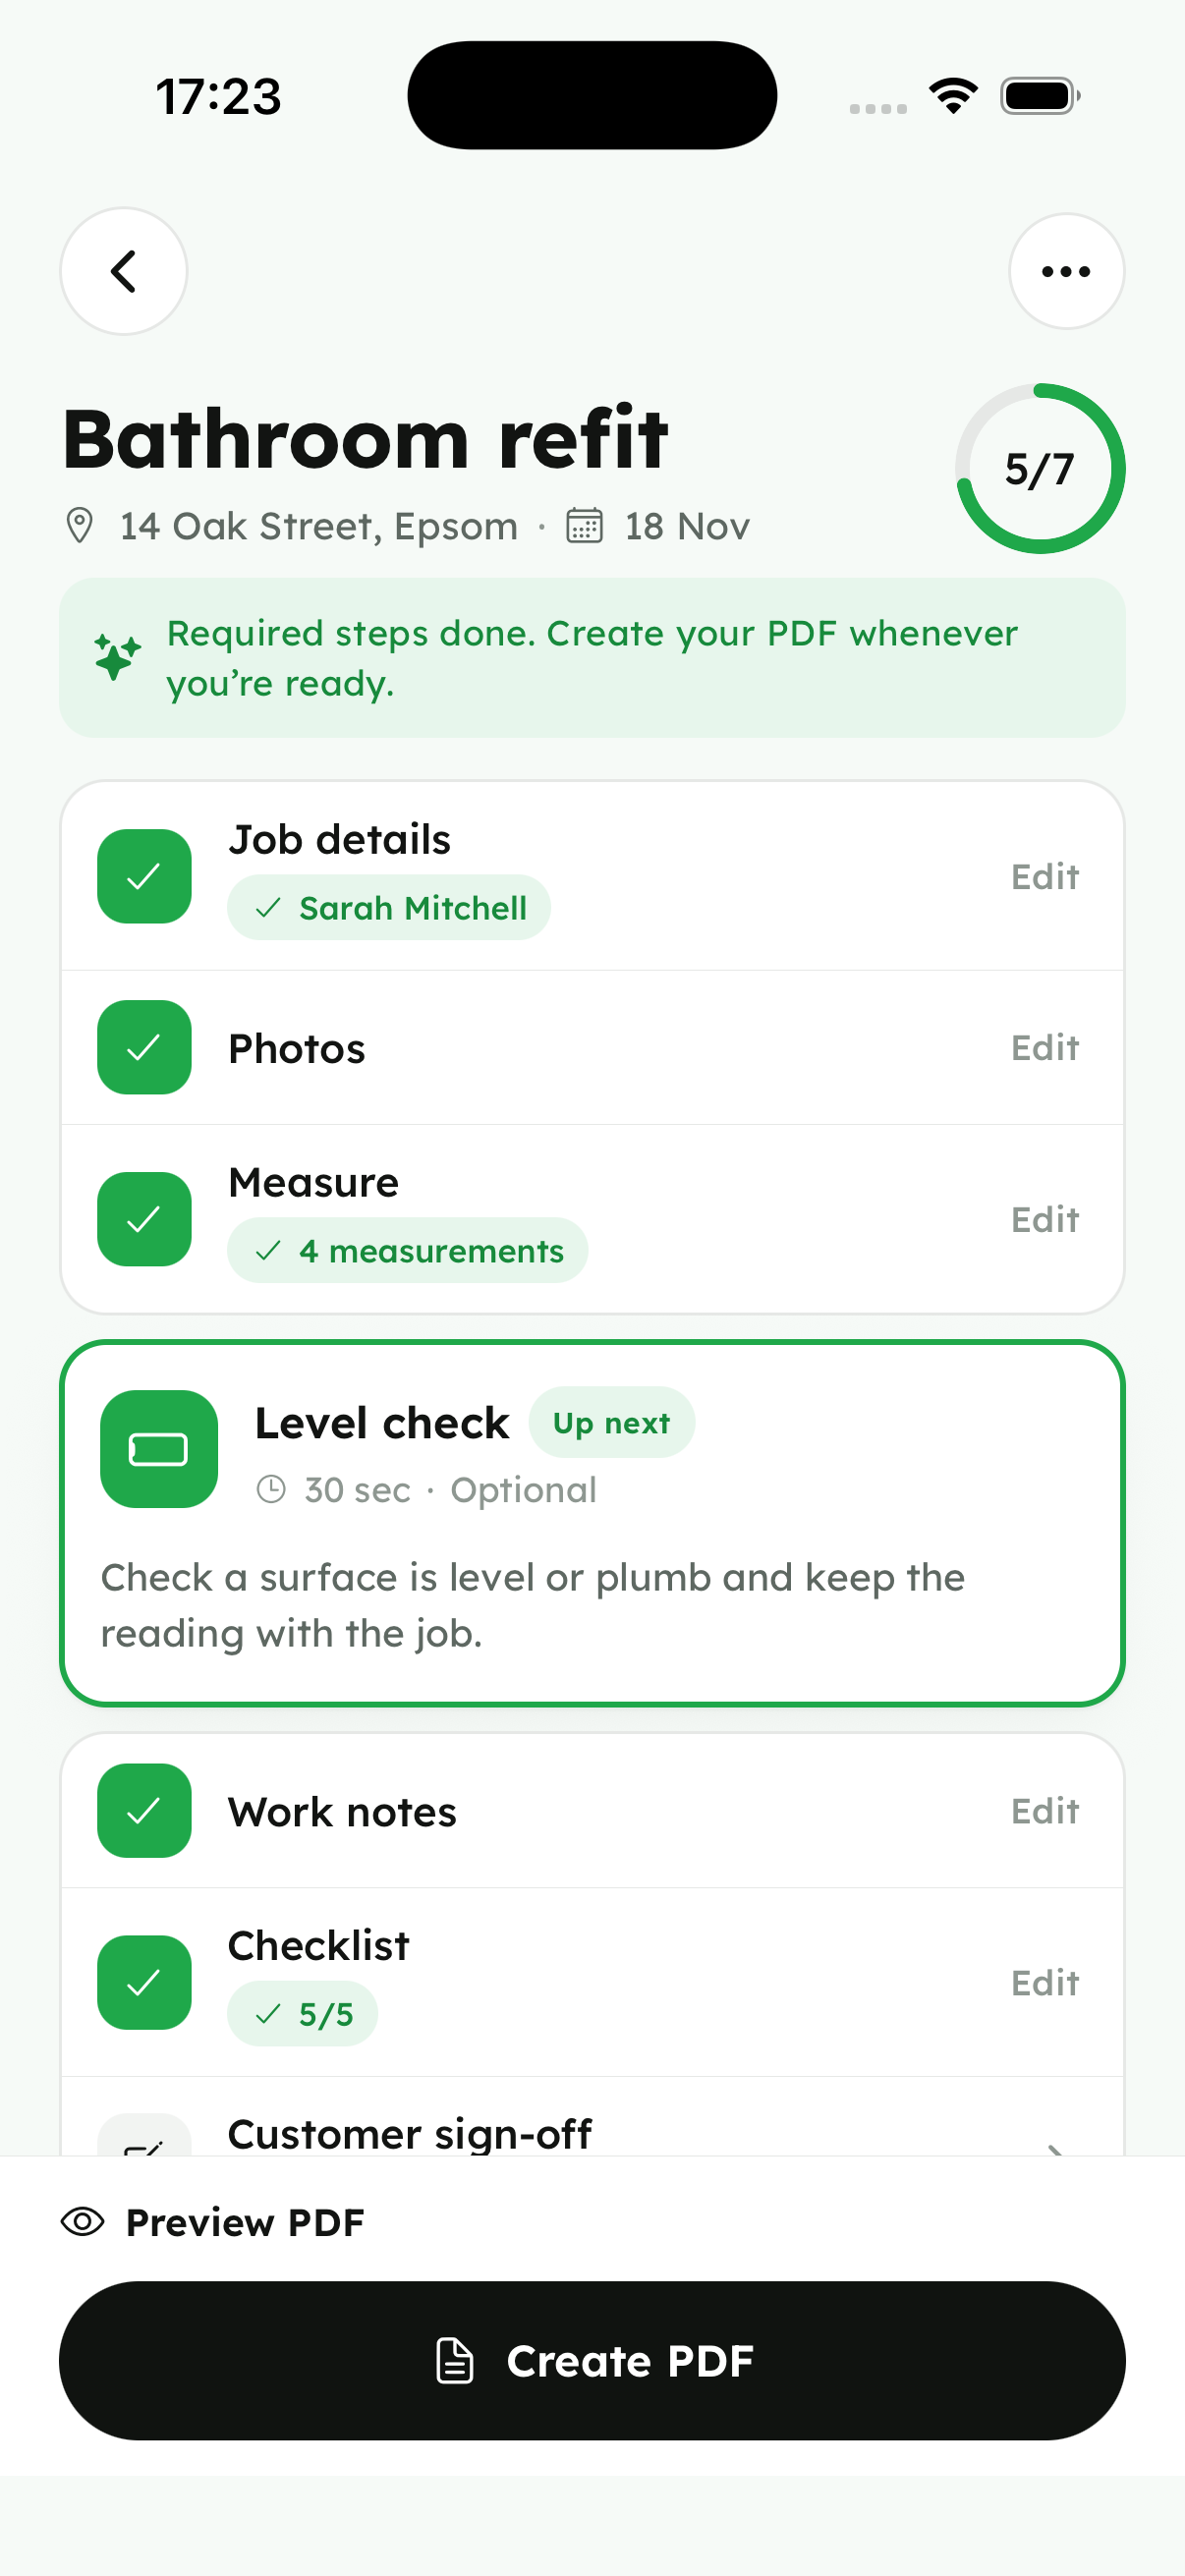 17:23
Bathroom refit
5/7
14 Oak Street, Epsom · 18 Nov
Required steps done. Create your PDF whenever
you’re ready.
Job details
Sarah Mitchell
Edit
Photos
Edit
Measure
4 measurements
Edit
Level check
Up next
30 sec · Optional
Check a surface is level or plumb and keep the
reading with the job.
Work notes
Edit
Checklist
5/5
Edit
Customer sign-off
Preview PDF
Create PDF